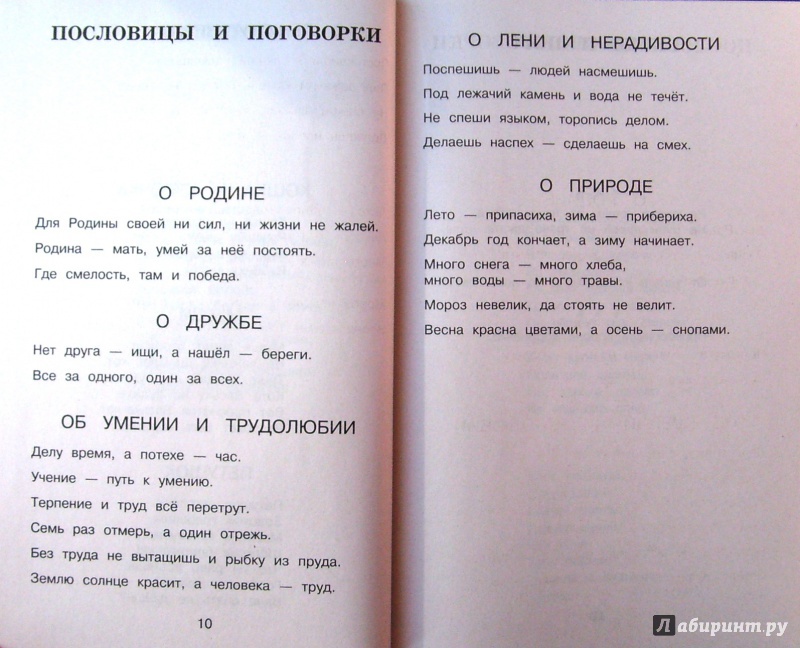 ПОСЛОВИЦЫ И ПОГОВОРКИ
О РОДИНЕ
Для Родины своей ни сил, ни жизни не жалей.
Родина — мать, умей за неё постоять.
Где смелость, там и победа.
О ДРУЖБЕ
Нет друга — ищи, а нашёл — береги.
Все за одного, один за всех.
ОБ УМЕНИИ И ТРУДОЛЮБИИ
Делу время, а потехе — час.
Учение — путь к умению.
Терпение и труд всё перетрут.
Семь раз отмерь, а один отрежь.
Без труда не вытащишь и рыбку из пруда.
Землю солнце красит, а человека — труд.
10
О ЛЕНИ И НЕРАДИВОСТИ
Поспешишь — людей насмешишь.
Под лежачий камень и вода не течёт.
Не спеши языком, торопись делом.
Делаешь наспех — сделаешь на смех.
О ПРИРОДЕ
Лето — припасиха, зима — прибериха.
Декабрь год кончает, а зиму начинает.
Много снега — много хлеба,
много воды — много травы.
Мороз невелик, да стоять не велит.
Весна красна цветами, а осень — снопами.
Лабиринт.ру